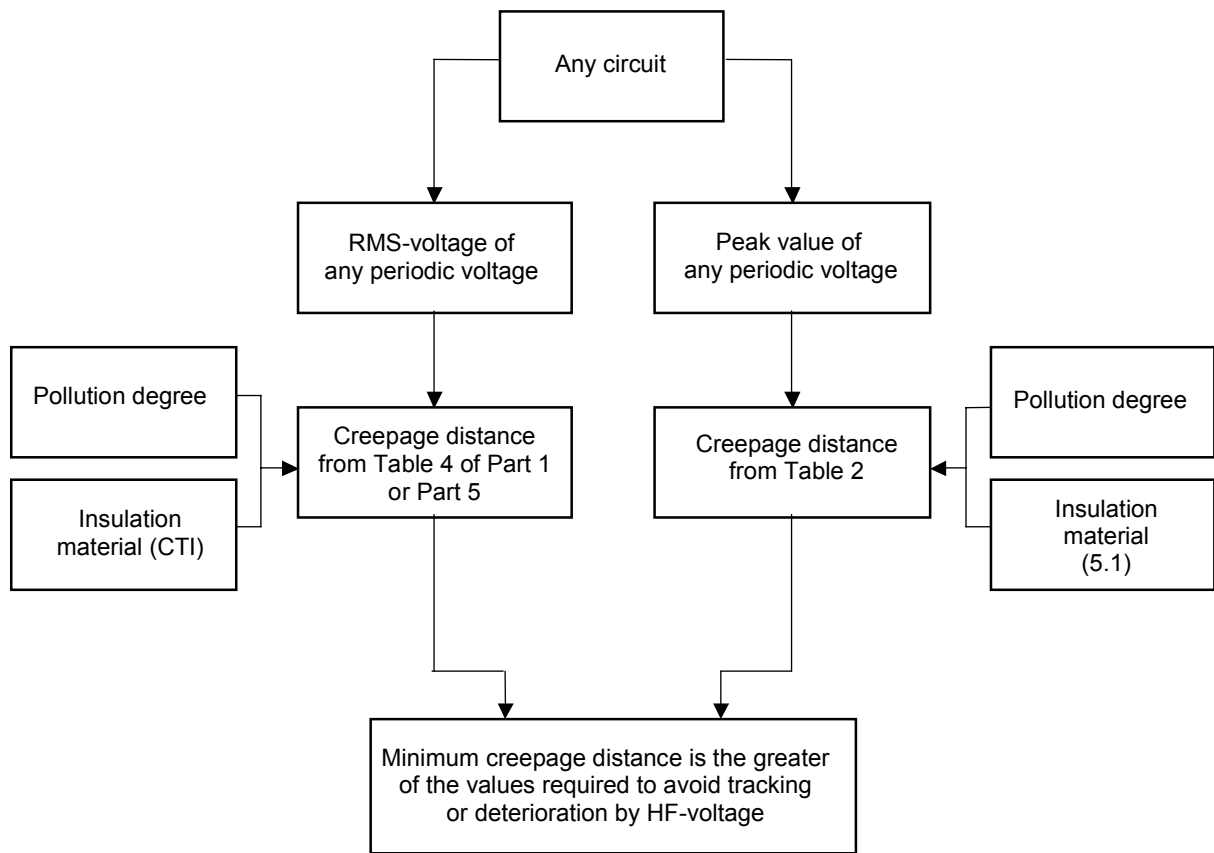 Any circuit
RMS-voltage of
any periodic voltage
Peak value of
any periodic voltage
Pollution degree
Insulation
material (CTI)
Creepage distance
from Table 4 of Part 1
or Part 5
Creepage distance
from Table 2
Pollution degree
Insulation
material
(5.1)
Minimum creepage distance is the greater
of the values required to avoid tracking
or deterioration by HF-voltage